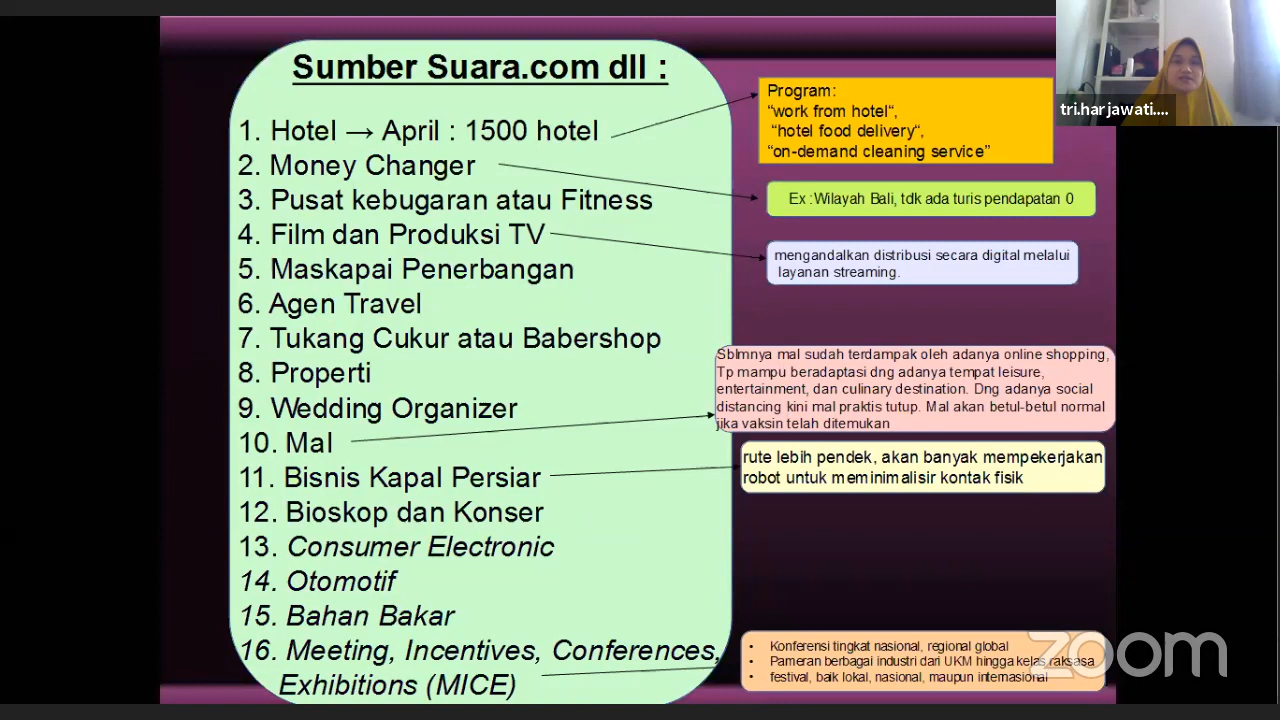 Sumber Suara.com dll :
1. Hotel → April : 1500 hotel
2. Money Changer
3. Pusat kebugaran atau Fitness
4. Film dan Produksi TV
5. Maskapai Penerbangan
6. Agen Travel
7. Tukang Cukur atau Babershop
8. Properti
9. Wedding Organizer
10. Mal
11. Bisnis Kapal Persiar
12. Bioskop dan Konser
13. Consumer Electronic
14. Otomotif
15. Bahan Bakar
16. Meeting, Incentives, Conferences,
Exhibitions (MICE)
Program:
“work from hotel“,
“hotel food delivery“,
“on-demand cleaning service”
Ex :Wilayah Bali, tdk ada turis pendapatan 0
mengandalkan distribusi secara digital melalui
layanan streaming.
Sblmnya mal sudah terdampak oleh adanya online shopping,
Tp mampu beradaptasi dng adanya tempat leisure,
entertainment, dan culinary destination. Dng adanya social
distancing kini mal praktis tutup. Mal akan betul-betul normal
jika vaksin telah ditemukan
rute lebih pendek, akan banyak mempekerjakan
robot untuk meminimalisir kontak fisik
• Konferensi tingkat nasional, regional global
• Pameran berbagai industri dari UKM hingga kelas raksasa
• festival, baik lokal, nasional, maupun internasional
tri.harjawati....
zoom